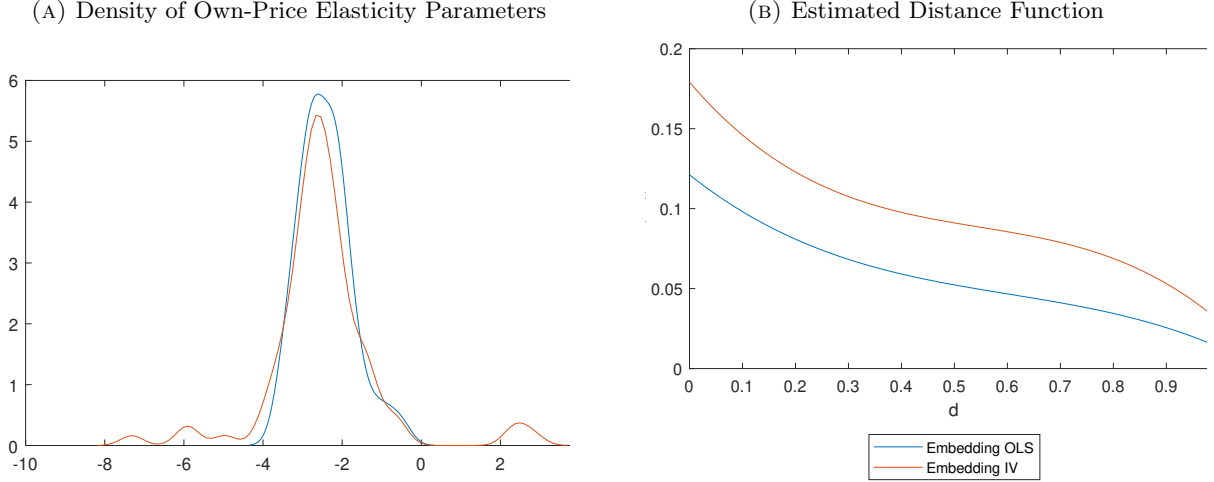 (A) Density of Own-Price Elasticity Parameters
(B) Estimated Distance Function
6
5
4
3
2
1
0
-10 -8 -6 -4 -2 0 2
0.2
0.15
0.1
0.05
0
0 0.1 0.2 0.3 0.4 0.5 0.6 0.7 0.8 0.9
d
Embedding OLS
Embedding IV